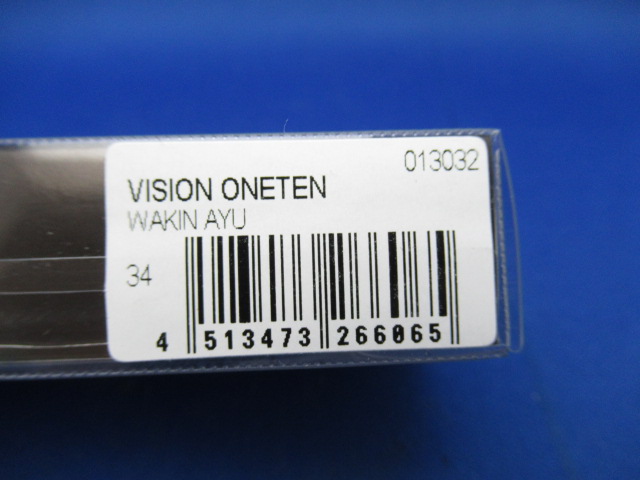 013032
VISION ONETEN
WAKIN AYU
34
4 513473 266065